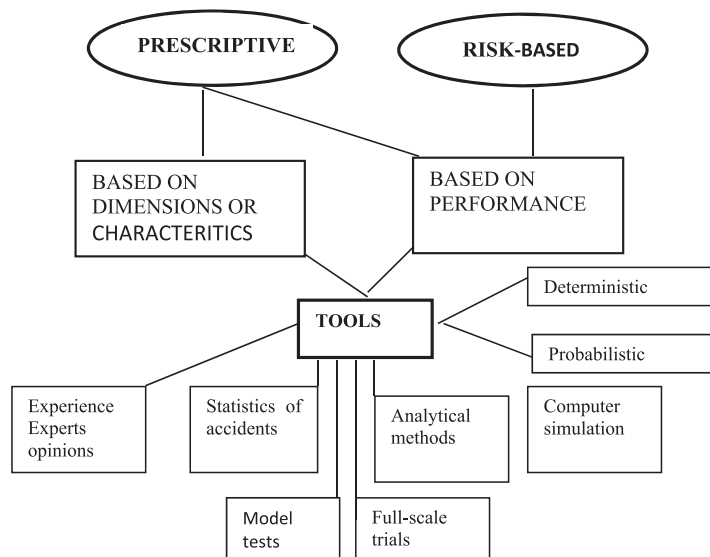 PRESCRIPTIVE
RISK-BASED
BASED ON
DIMENSIONS OR
CHARACTERITICS
BASED ON
PERFORMANCE
TOOLS
Deterministic
Probabilistic
Experience
Experts
opinions
Statistics of
accidents
Analytical
methods
Computer
simulation
Model
tests
Full-scale
trials